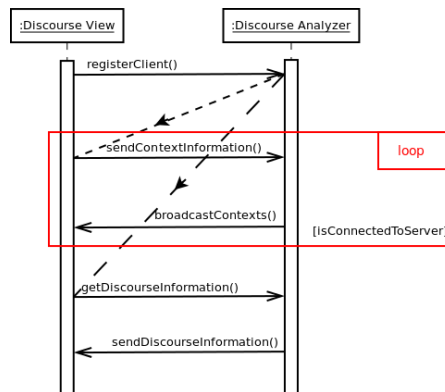 :Discourse View
:Discourse Analyzer
registerClient()
sendContextInformation()
loop
broadcastContexts()
[isConnectedToServer]
getDiscourseInformation()
sendDiscourseInformation()